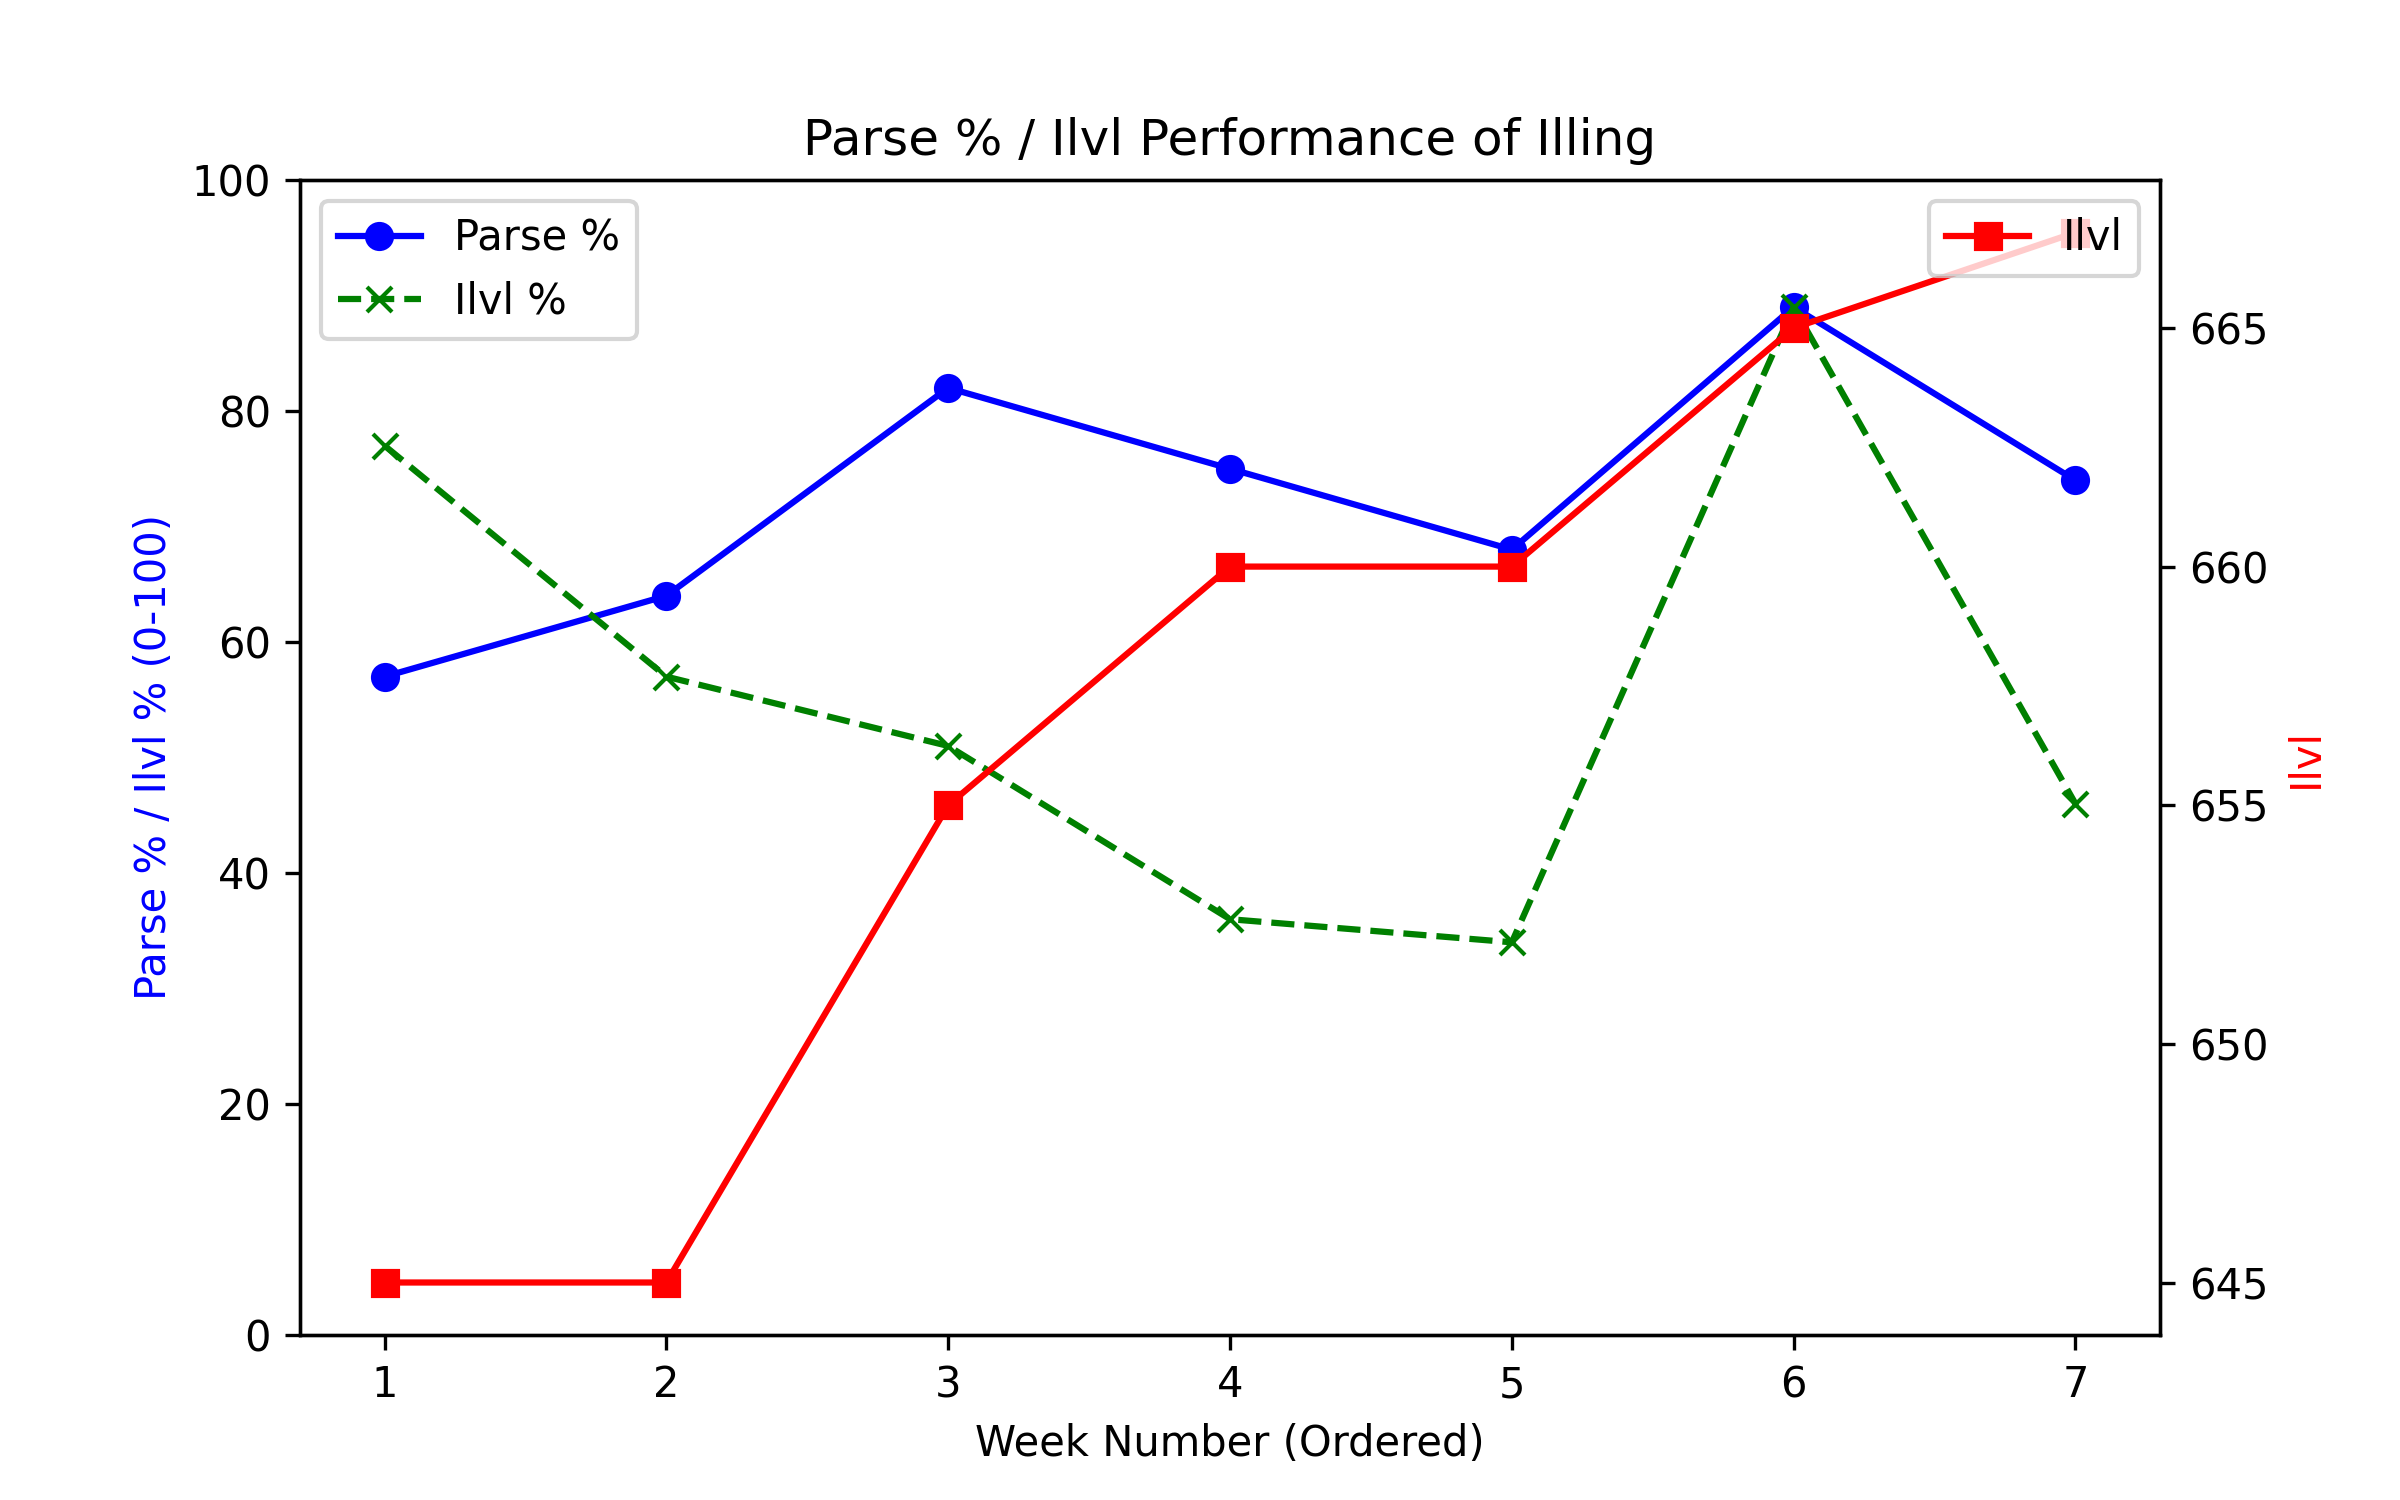 Parse % / Ilvl Performance of Illing
Parse %
Ilvl %
Ilvl
100
80
60
40
20
0
Parse % / Ilvl % (0-100)
665
660
655
650
645
Ilvl
1 2 3 4 5 6 7
Week Number (Ordered)